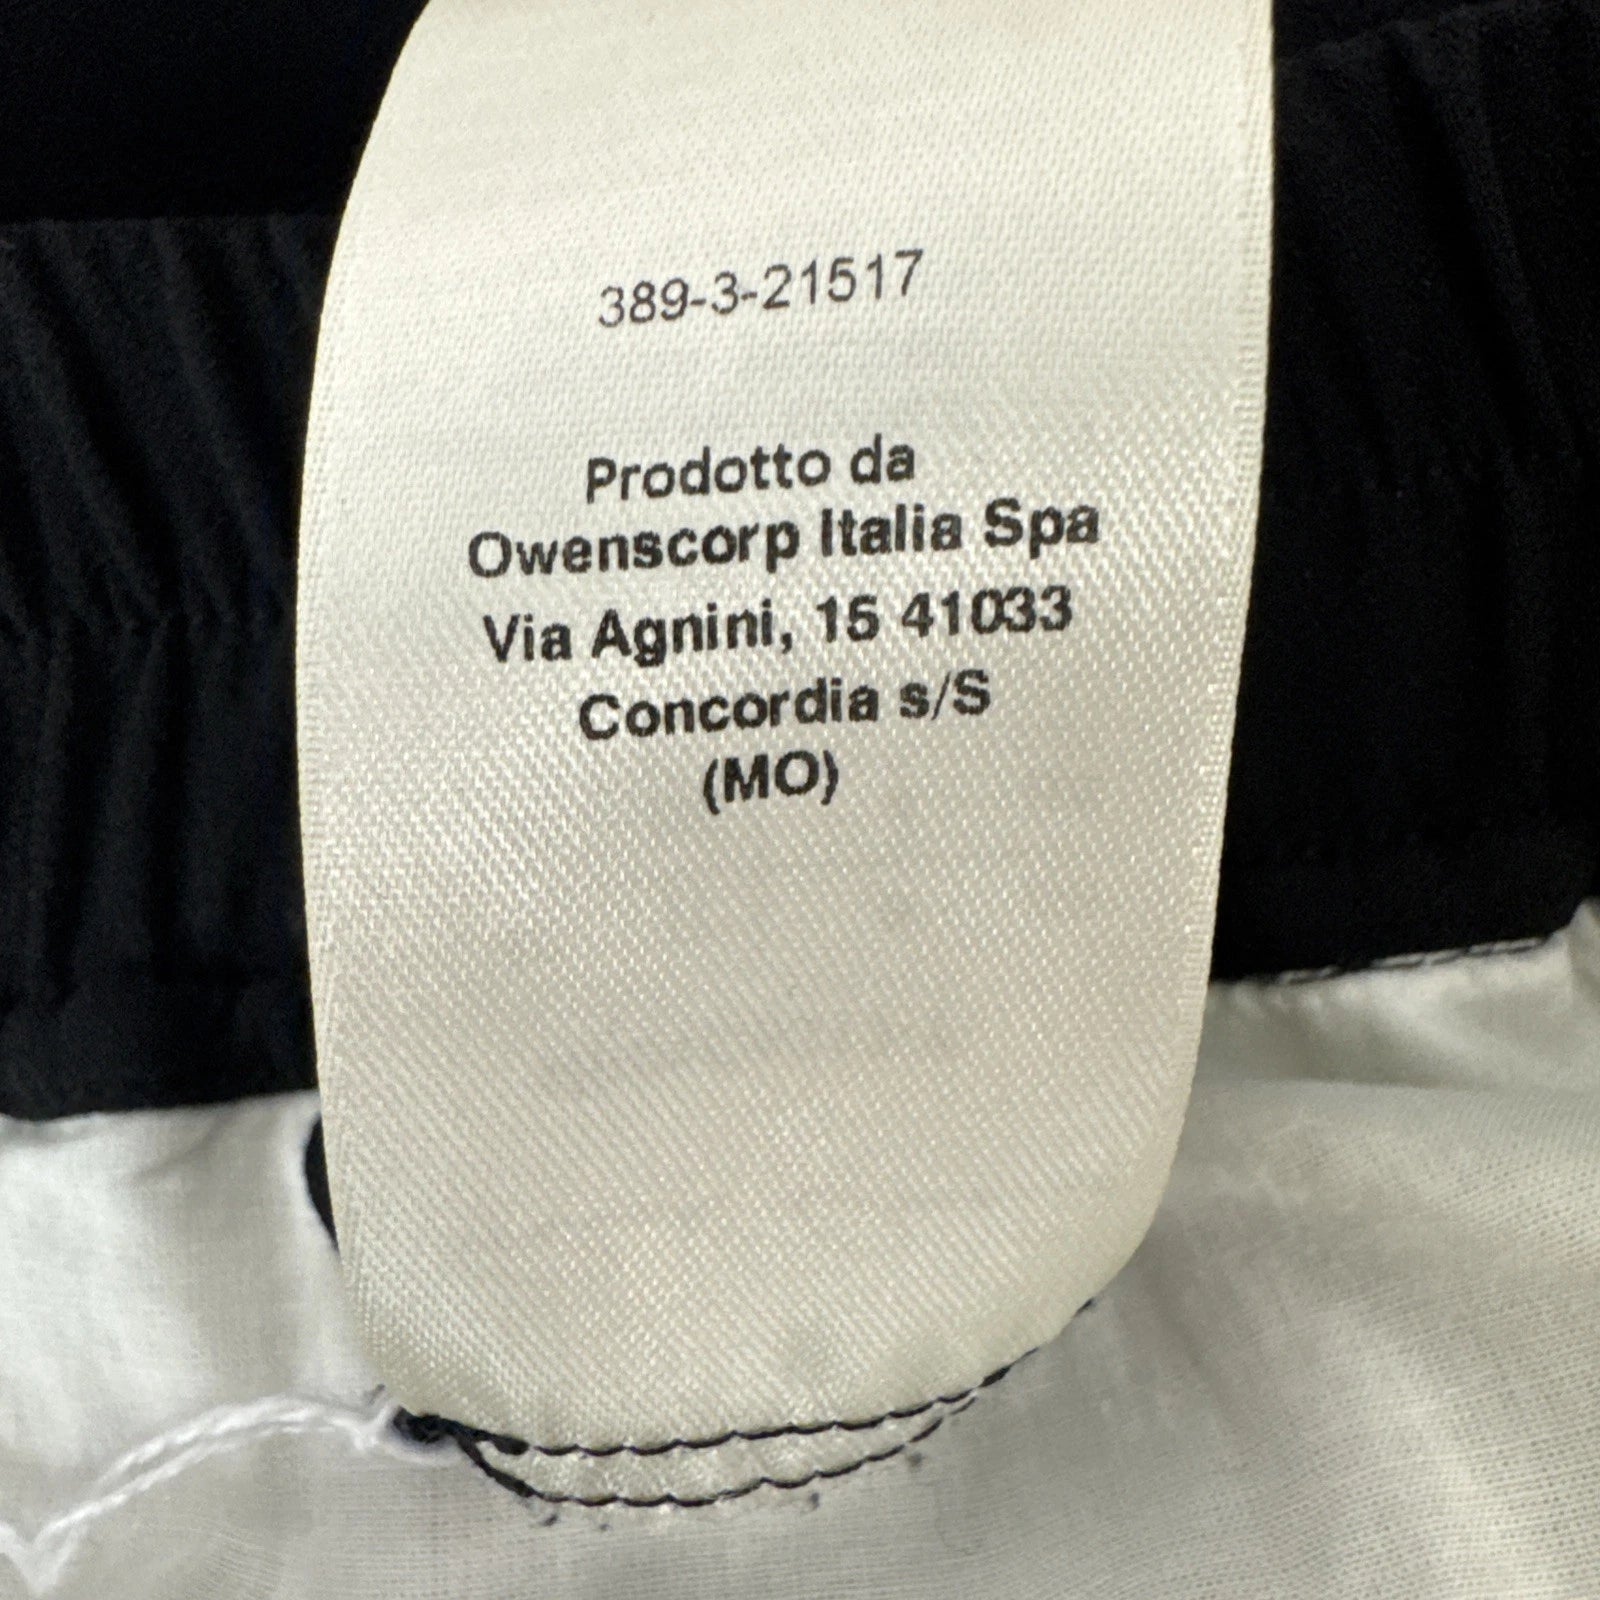 389-3-21517
Prodotto da
Owenscorp Italia Spa
Via Agnini, 15 41033
Concordia s/S
(MO)